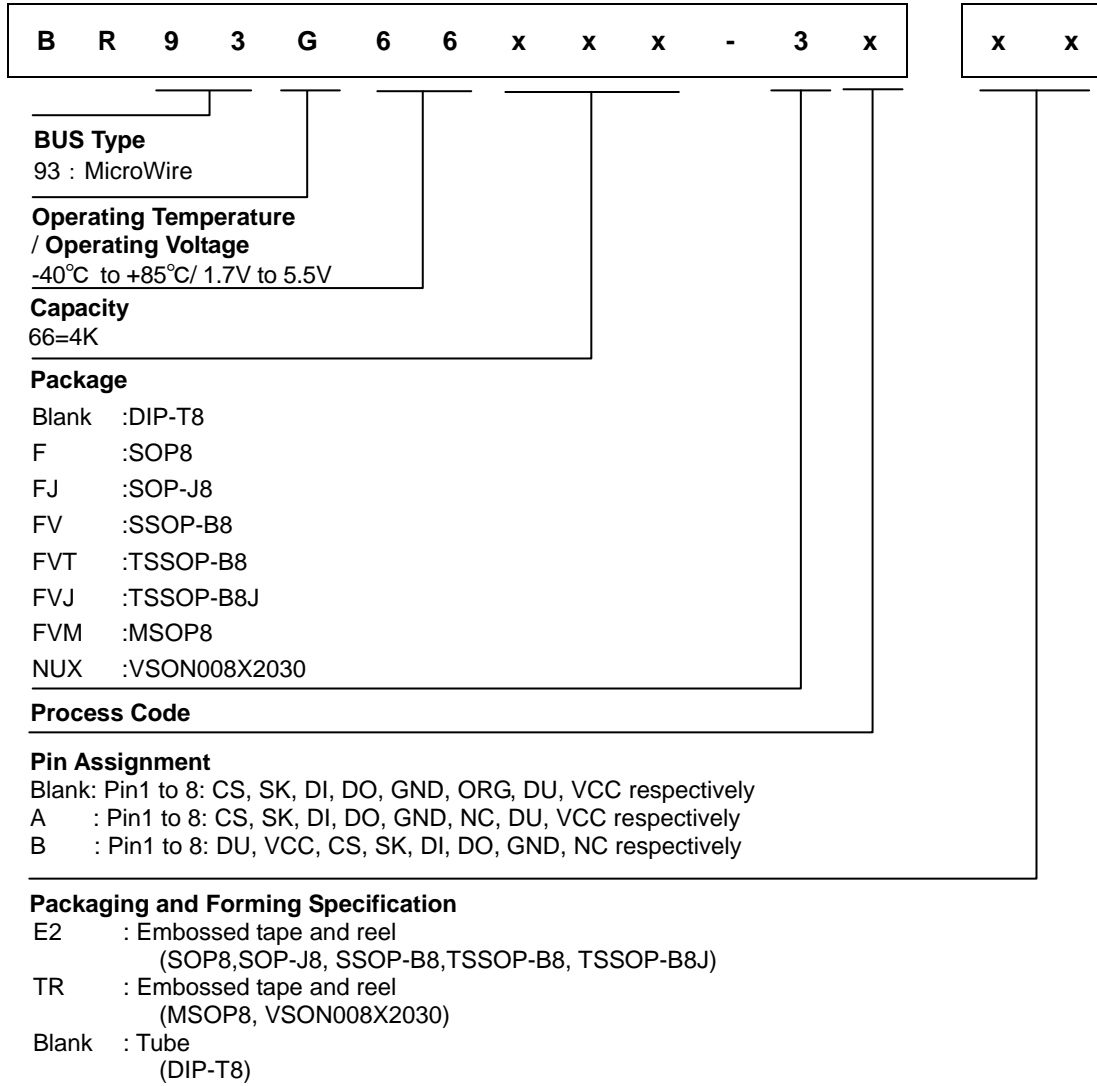 B R 9 3 G 6 6 x x x - 3 x x x
BUS Type
93 : MicroWire
Operating Temperature
/ Operating Voltage
-40℃ to +85℃/ 1.7V to 5.5V
Capacity
66=4K
Package
Blank :DIP-T8
F :SOP8
FJ :SOP-J8
FV :SSOP-B8
FVT :TSSOP-B8
FVJ :TSSOP-B8J
FVM :MSOP8
NUX :VSON008X2030
Process Code
Pin Assignment
Blank: Pin1 to 8: CS, SK, DI, DO, GND, ORG, DU, VCC respectively
A : Pin1 to 8: CS, SK, DI, DO, GND, NC, DU, VCC respectively
B : Pin1 to 8: DU, VCC, CS, SK, DI, DO, GND, NC respectively
Packaging and Forming Specification
E2 : Embossed tape and reel
(SOP8,SOP-J8, SSOP-B8,TSSOP-B8, TSSOP-B8J)
TR : Embossed tape and reel
(MSOP8, VSON008X2030)
Blank : Tube
(DIP-T8)